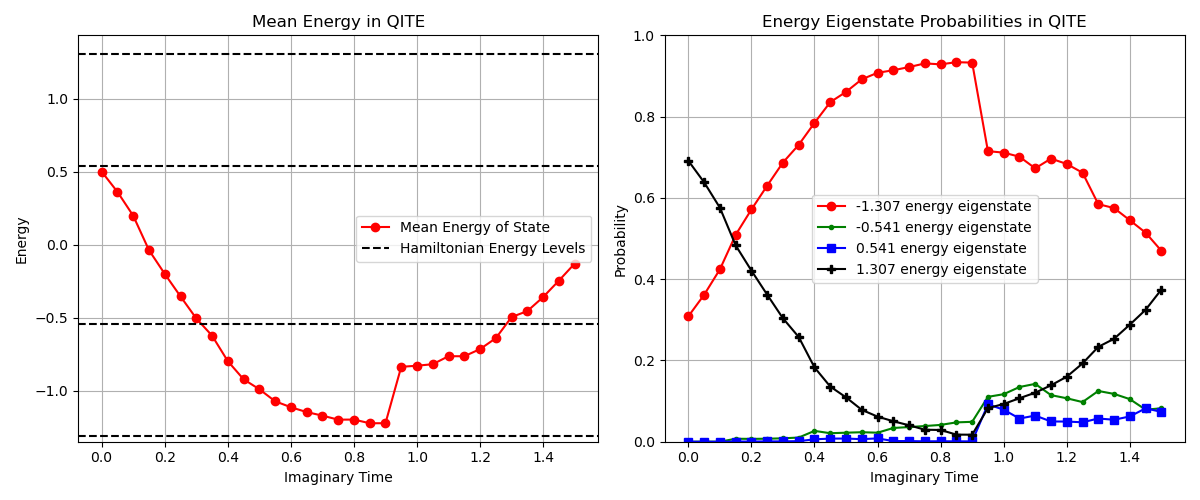 Mean Energy in QITE
Energy
1.0
0.5
0.0
−0.5
−1.0
0.0 0.2 0.4 0.6 0.8 1.0 1.2 1.4
Imaginary Time
Mean Energy of State
Hamiltonian Energy Levels
Energy Eigenstate Probabilities in QITE
Probability
1.0
0.8
0.6
0.4
0.2
0.0
0.0 0.2 0.4 0.6 0.8 1.0 1.2 1.4
Imaginary Time
-1.307 energy eigenstate
-0.541 energy eigenstate
0.541 energy eigenstate
1.307 energy eigenstate